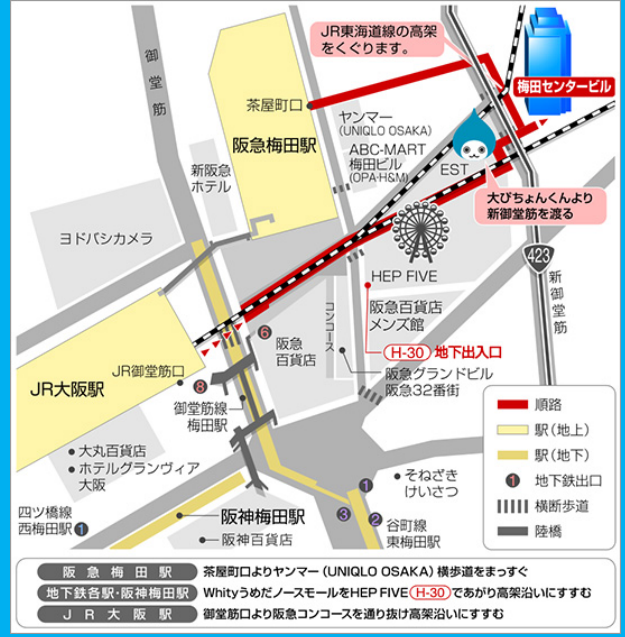 JR東海道線の高架
をくぐります。
御堂筋
梅田センタービル
茶屋町口
ヤンマー
(UNIQLO OSAKA)
阪急梅田駅
ABC-MART
梅田ビル
(OPA·H&M)
EST
新阪急
ホテル
大ぴちょんくんより
新御堂筋を渡る
ヨドバシカメラ
423
新御堂筋
HEP FIVE
阪急百貨店
メンズ館
コンコース
6
阪急
百貨店
H-30 地下出入口
JR御堂筋口
8
阪急グランドビル
阪急32番街
JR大阪駅
御堂筋線
梅田駅
順路
駅(地上)
駅(地下)
1 地下鉄出口
横断歩道
陸橋
大丸百貨店
ホテルグランヴィア
大阪
そねざき
けいさつ
1
四ツ橋線
西梅田駅 1
阪神梅田駅
3
2
谷町線
東梅田駅
阪神百貨店
阪急梅田駅 茶屋町口よりヤンマー(UNIQLO OSAKA)横歩道をまっすぐ
地下鉄各駅·阪神梅田駅 WhityうめだノースモールをHEP FIVE H-30 であがり高架沿いにすすむ
JR大阪駅 御堂筋口より阪急コンコースを通り抜け高架沿いにすすむ